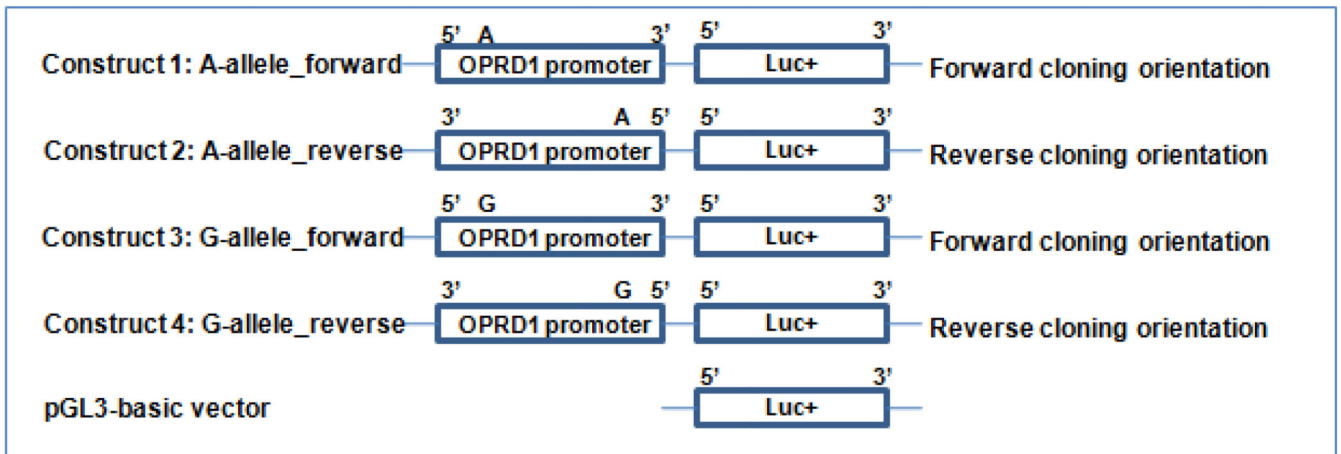 5’ A 3’ 5’ 3’
Construct 1: A-allele_forward OPRD1 promoter Luc+ Forward cloning orientation
3’ A 5’ 5’ 3’
Construct 2: A-allele_reverse OPRD1 promoter Luc+ Reverse cloning orientation
5’ G 3’ 5’ 3’
Construct 3: G-allele_forward OPRD1 promoter Luc+ Forward cloning orientation
3’ G 5’ 5’ 3’
Construct 4: G-allele_reverse OPRD1 promoter Luc+ Reverse cloning orientation
5’ 3’
pGL3-basic vector Luc+